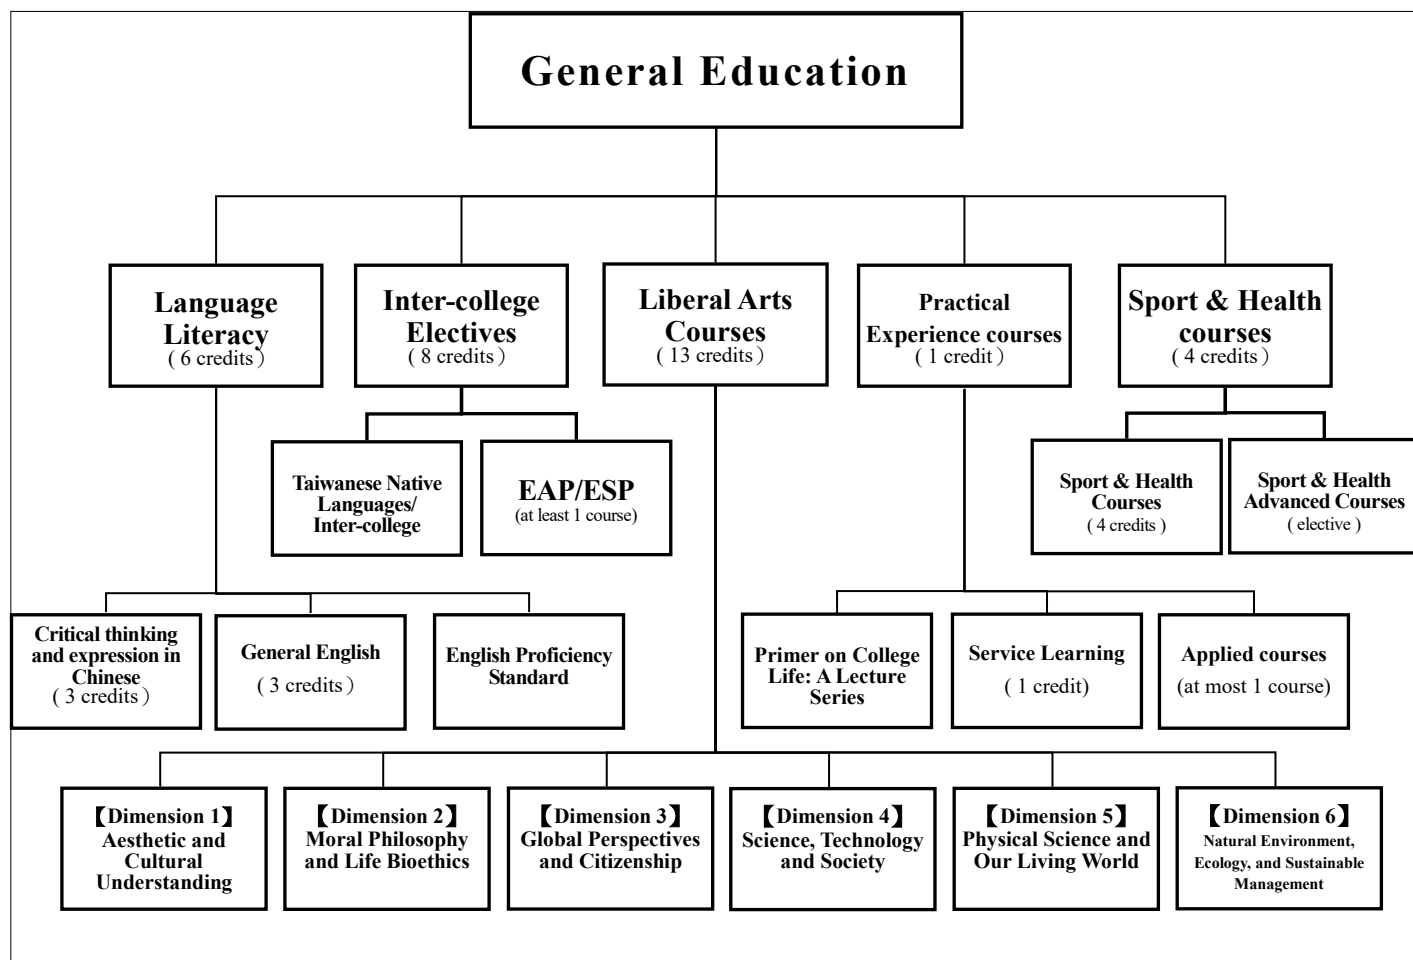 General Education
Language
Literacy
( 6 credits )
Inter-college
Electives
( 8 credits )
Liberal Arts
Courses
( 13 credits )
Practical
Experience courses
( 1 credit )
Sport & Health
courses
( 4 credits )
Taiwanese Native
Languages/
Inter-college
EAP/ESP
(at least 1 course)
Sport & Health
Courses
( 4 credits )
Sport & Health
Advanced Courses
( elective )
Critical thinking
and expression in
Chinese
( 3 credits )
General English
( 3 credits )
English Proficiency
Standard
Primer on College
Life: A Lecture
Series
Service Learning
( 1 credit)
Applied courses
(at most 1 course)
【Dimension 1】
Aesthetic and
Cultural
Understanding
【Dimension 2】
Moral Philosophy
and Life Bioethics
【Dimension 3】
Global Perspectives
and Citizenship
【Dimension 4】
Science, Technology
and Society
【Dimension 5】
Physical Science and
Our Living World
【Dimension 6】
Natural Environment,
Ecology, and Sustainable
Management